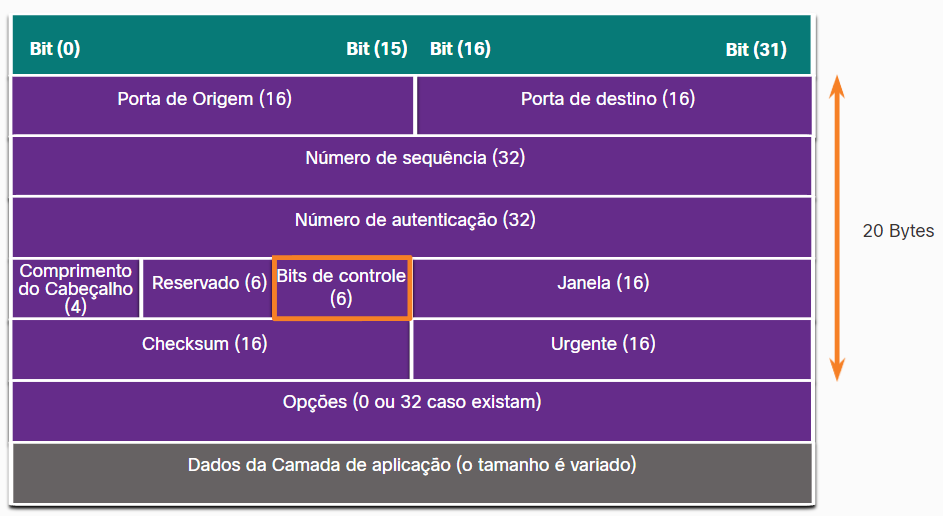 Bit (0) Bit (15) Bit (16) Bit (31)
Porta de Origem (16) Porta de destino (16)
Número de sequência (32)
Número de autenticação (32)
20 Bytes
Comprimento
do Cabeçalho
(4)
Reservado (6)
Bits de controle
(6)
Janela (16)
Checksum (16) Urgente (16)
Opções (0 ou 32 caso existam)
Dados da Camada de aplicação (o tamanho é variado)